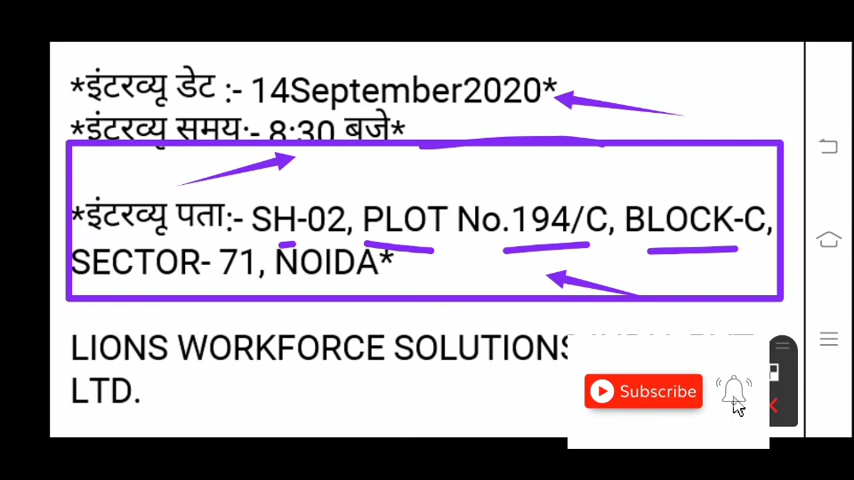 *इंटरव्यू डेट :- 14September2020*
*इंटरव्यू समय:- 8:30 बजे*
*इंटरव्यू पता:- SH-02, PLOT No.194/C, BLOCK-C,
SECTOR- 71, NOIDA*
LIONS WORKFORCE SOLUTIONS
LTD.
Subscribe